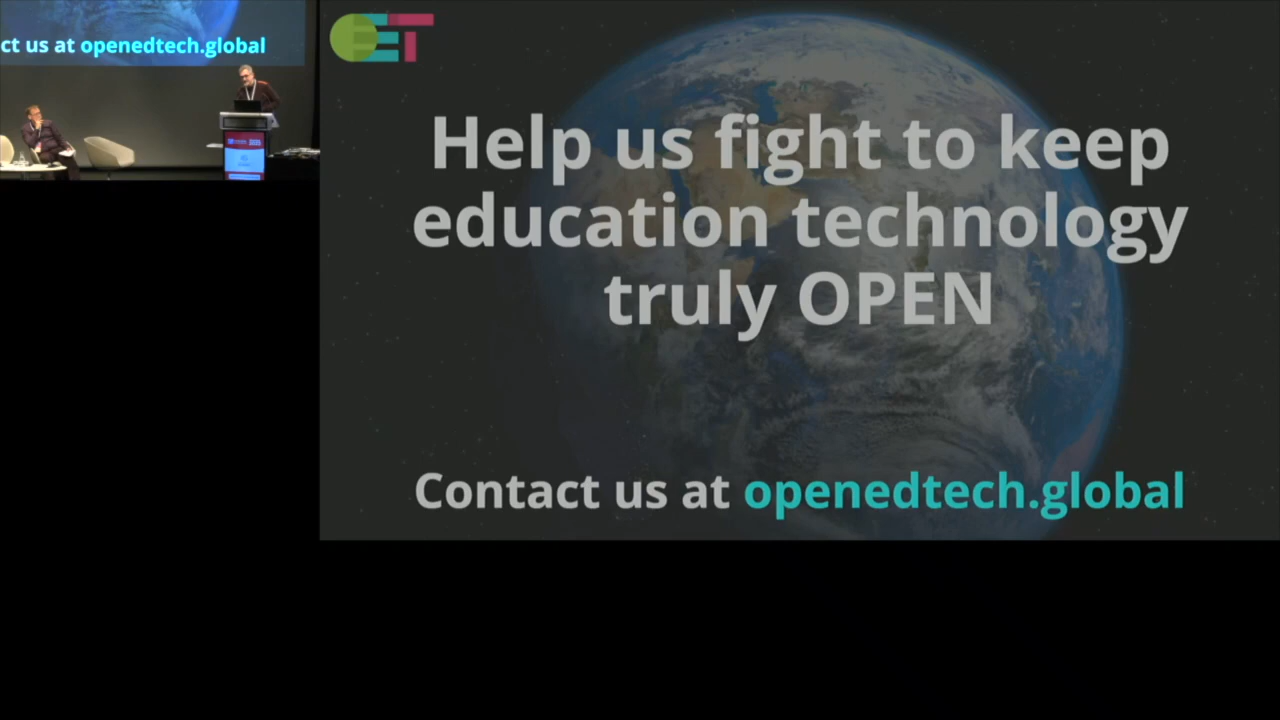 ct us at openedtech.global
OET
Help us fight to keep
education technology
truly OPEN
Contact us at openedtech.global